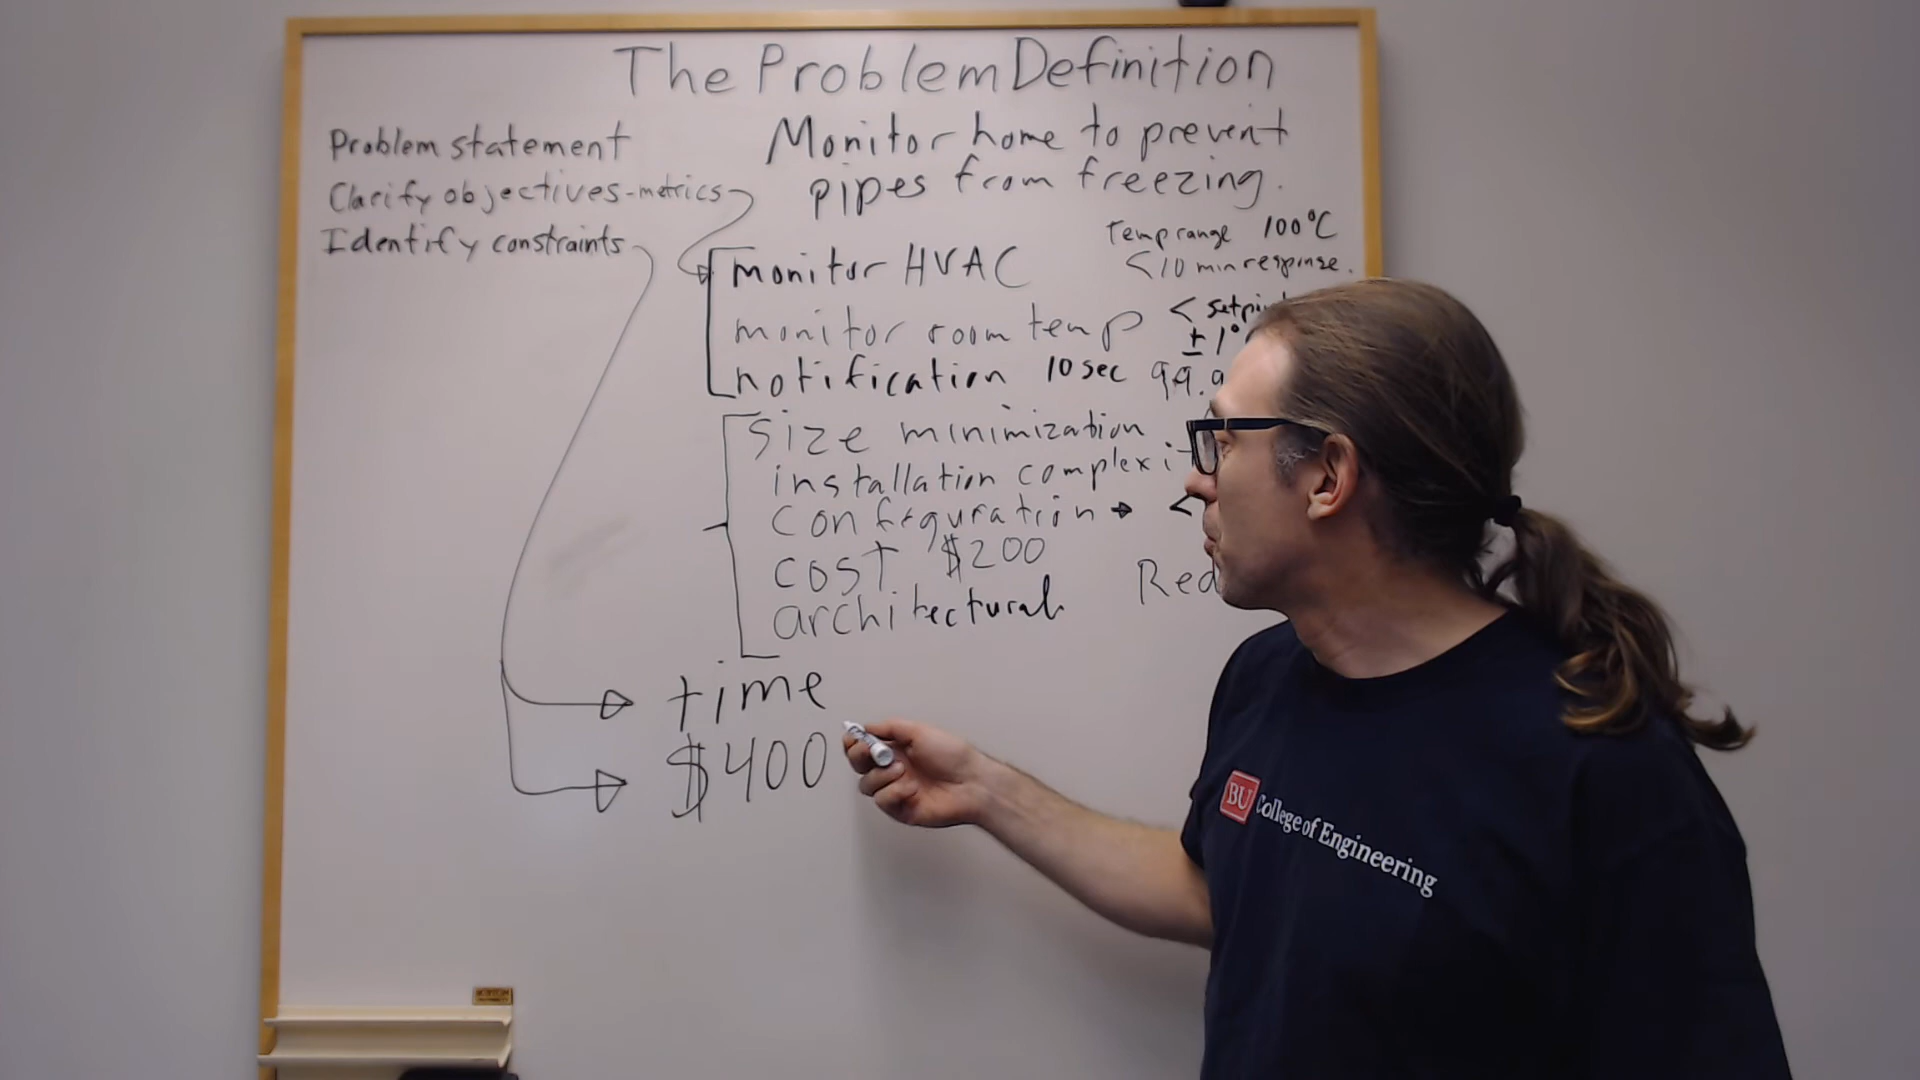 The Problem Definition
Problem statement
Clarify objectives-metrics
Identify constraints
Monitor home to prevent
pipes from freezing.
Temp range 100°C
<10 min response.
monitor HVAC
monitor room temp
±1°
notification 10 sec 99.
size minimization
installation
configuration → <
cost $200
architectural
time
$400
BU College of Engineering